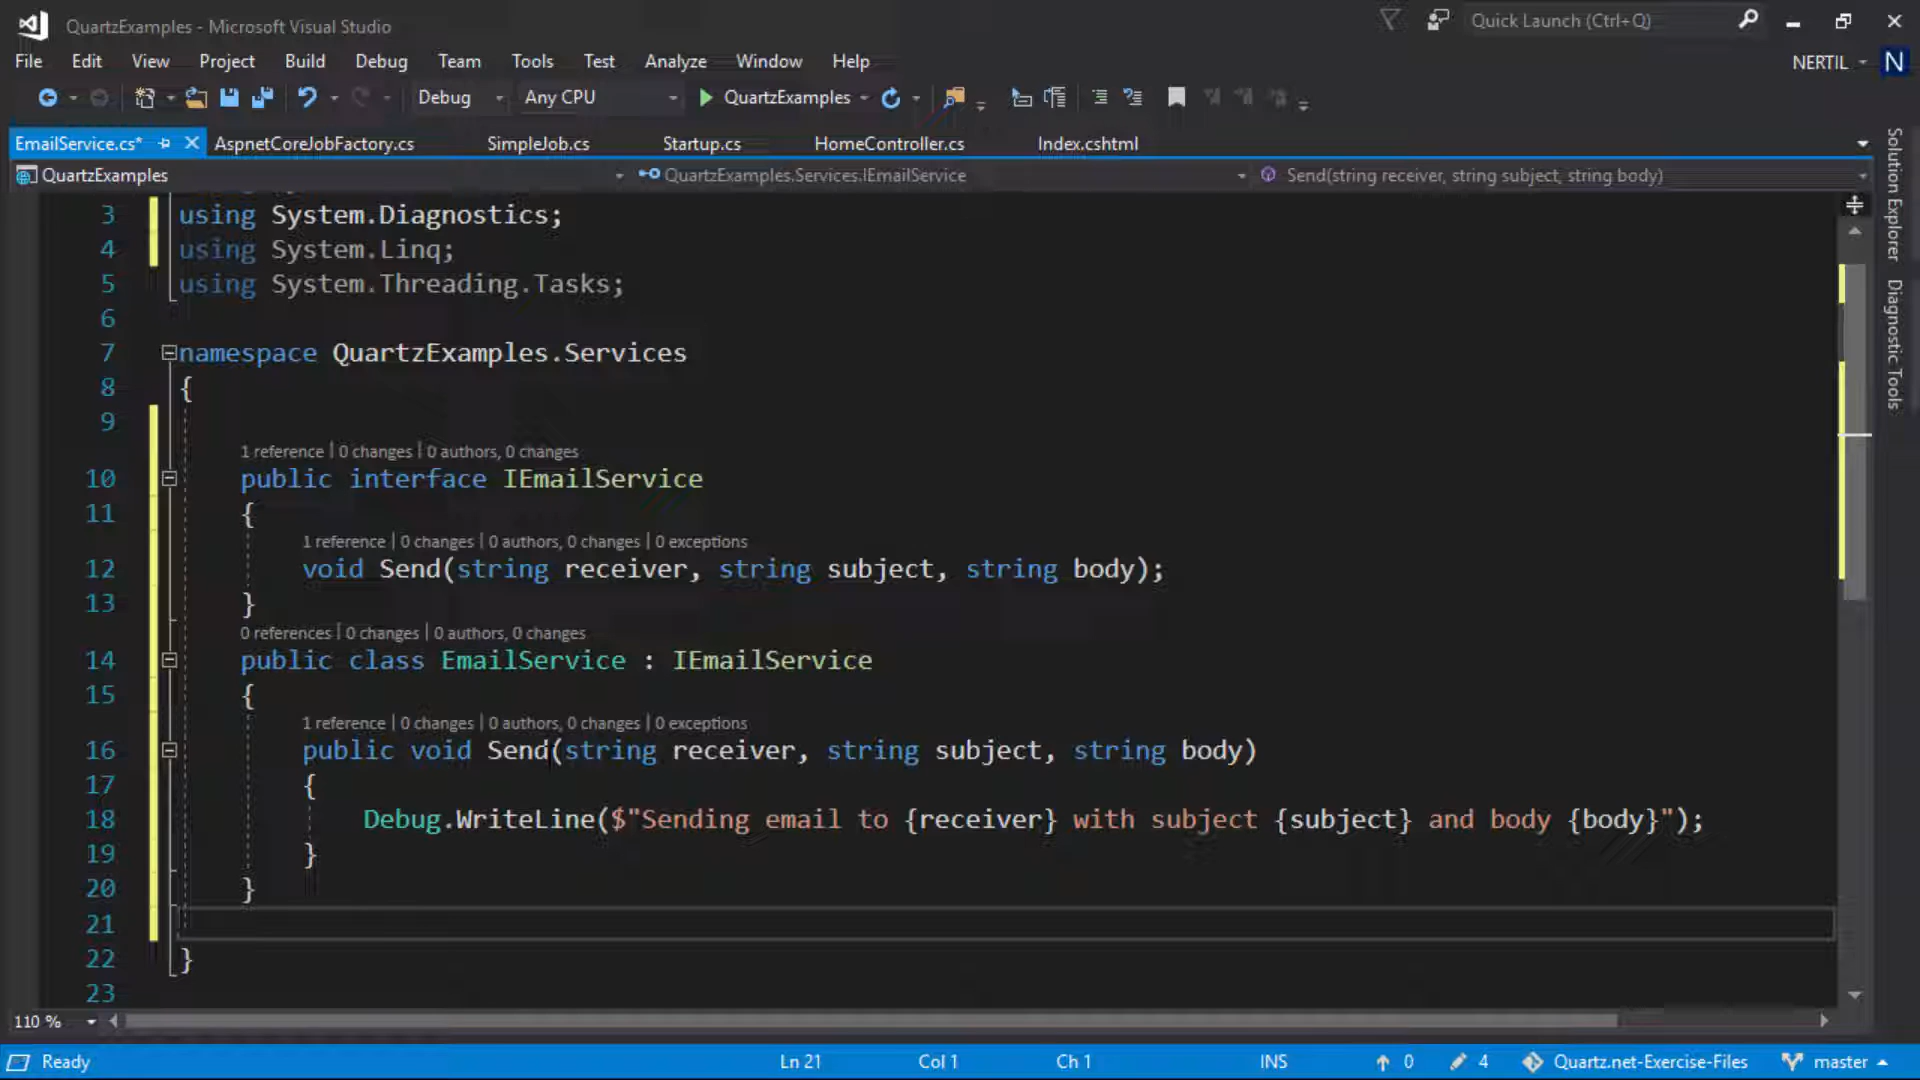 QuartzExamples - Microsoft Visual Studio
Quick Launch (Ctrl+Q)
File Edit View Project Build Debug Team Tools Test Analyze Window Help
NERTIL N
Debug Any CPU QuartzExamples
EmailService.cs* AspnetCoreJobFactory.cs SimpleJob.cs Startup.cs HomeController.cs Index.cshtml
QuartzExamples QuartzExamples.Services.IEmailService Send(string receiver, string subject, string body)
3 using System.Diagnostics;
4 using System.Linq;
5 using System.Threading.Tasks;
6
7 namespace QuartzExamples.Services
8 {
9
1 reference | 0 changes | 0 authors, 0 changes
10 public interface IEmailService
11 {
1 reference | 0 changes | 0 authors, 0 changes | 0 exceptions
12 void Send(string receiver, string subject, string body);
13 }
0 references | 0 changes | 0 authors, 0 changes
14 public class EmailService : IEmailService
15 {
1 reference | 0 changes | 0 authors, 0 changes | 0 exceptions
16 public void Send(string receiver, string subject, string body)
17 {
18 Debug.WriteLine($"Sending email to {receiver} with subject {subject} and body {body}");
19 }
20 }
21
22 }
23
110 %
Ready Ln 21 Col 1 Ch 1 INS 0 4 Quartz.net-Exercise-Files master
Solution Explorer
Diagnostic Tools